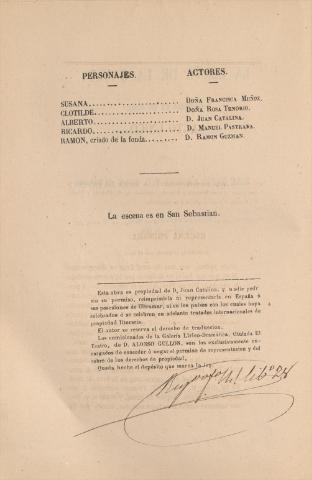 PERSONAJES. ACTORES.
SUSANA........................ DOÑA FRANCISCA MUÑOZ.
CLOTILDE...................... DOÑA ROSA TENORIO.
ALBERTO....................... D. JUAN CATALINA.
RICARDO....................... D. MANUEL PASTRANA.
RAMON, criado de la fonda........ D. RAMON GUZMAN.
La escena es en San Sebastian.
Esta obra es propiedad de D. Juan Catalina, y nadie podrá
sin su permiso, reimprimirla ni representarla en España ó
sus posesiones de Ultramar, ni en los paises con los cuales haya
celebrados ó se celebren en adelante tratados internacionales de
propiedad literaria.
El autor se reserva el derecho de traduccion.
Los comisionados de la Galería Lírico-Dramática, titulada El
Teatro, de D. ALONSO GULLON, son los exclusivamente en-
cargados de conceder ó negar el permiso de representacion y del
cobro de los derechos de propiedad.
Queda hecho el depósito que marca la ley.